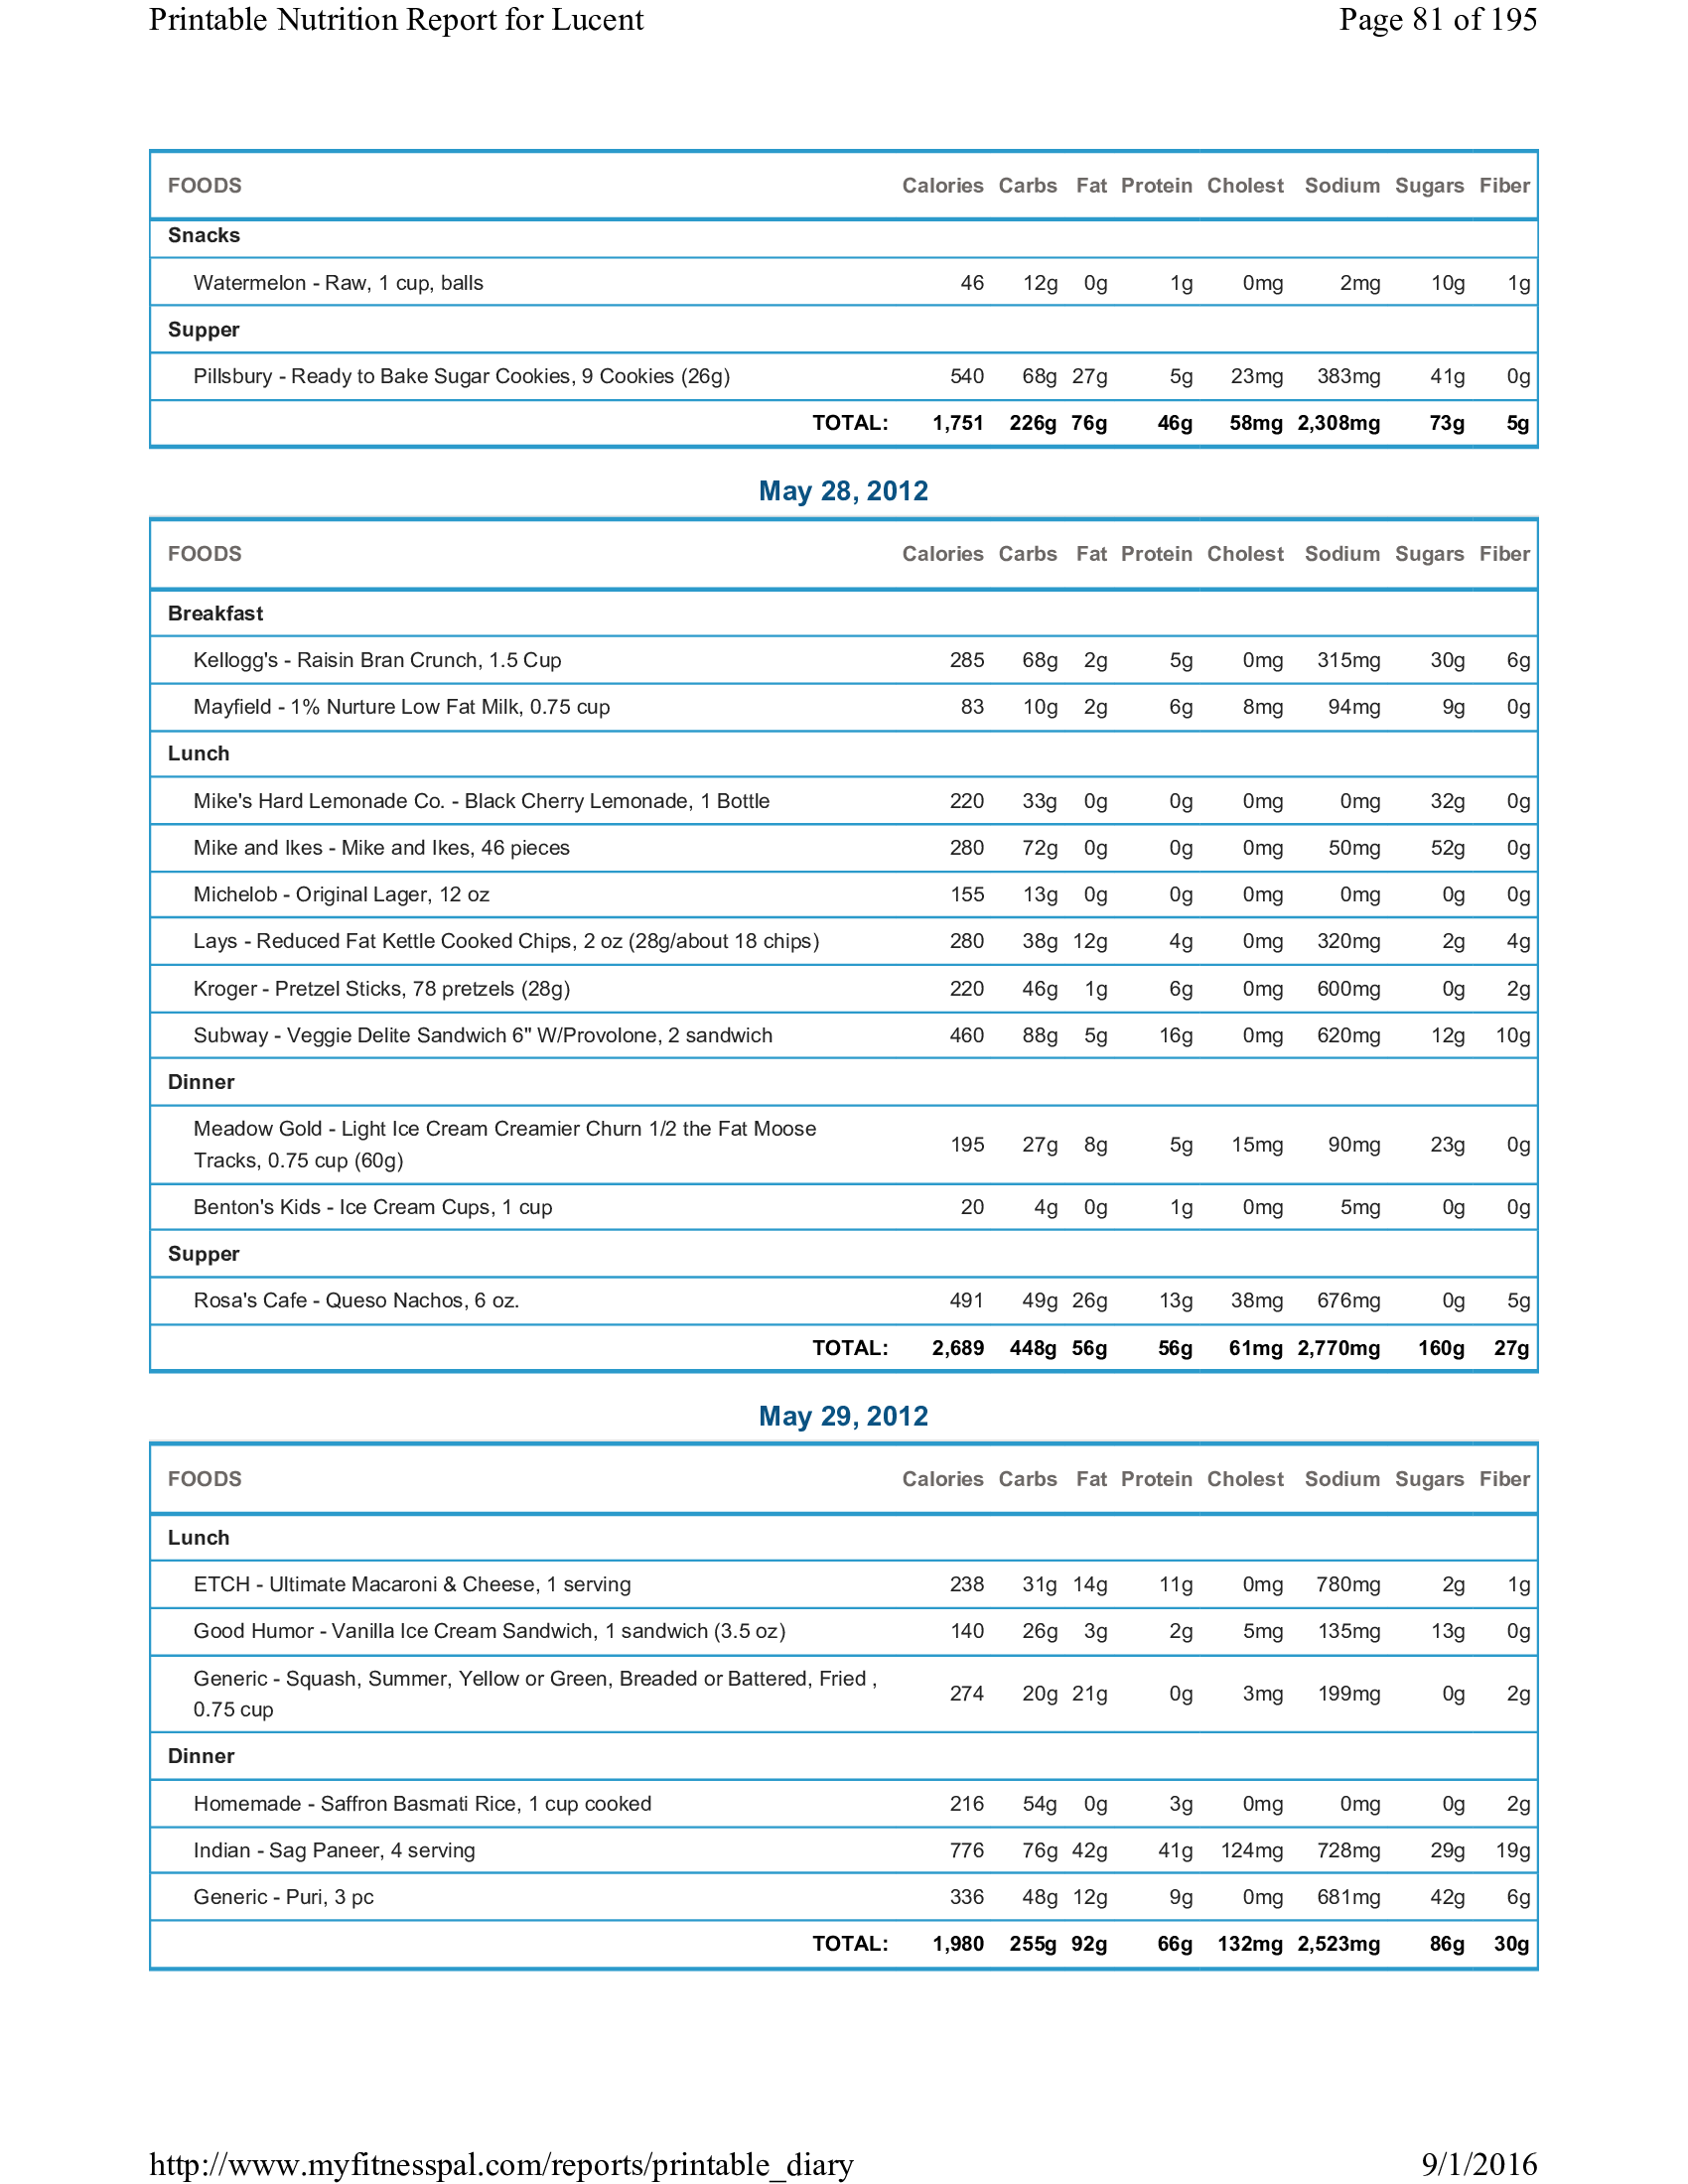 Printable Nutrition Report for Lucent Page 81 of 195
FOODS Calories Carbs Fat Protein Cholest Sodium Sugars Fiber
Snacks
Watermelon - Raw, 1 cup, balls 46 12g 0g 1g 0mg 2mg 10g 1g
Supper
Pillsbury - Ready to Bake Sugar Cookies, 9 Cookies (26g) 540 68g 27g 5g 23mg 383mg 41g 0g
TOTAL: 1,751 226g 76g 46g 58mg 2,308mg 73g 5g
May 28, 2012
FOODS Calories Carbs Fat Protein Cholest Sodium Sugars Fiber
Breakfast
Kellogg's - Raisin Bran Crunch, 1.5 Cup 285 68g 2g 5g 0mg 315mg 30g 6g
Mayfield - 1% Nurture Low Fat Milk, 0.75 cup 83 10g 2g 6g 8mg 94mg 9g 0g
Lunch
Mike's Hard Lemonade Co. - Black Cherry Lemonade, 1 Bottle 220 33g 0g 0g 0mg 0mg 32g 0g
Mike and Ikes - Mike and Ikes, 46 pieces 280 72g 0g 0g 0mg 50mg 52g 0g
Michelob - Original Lager, 12 oz 155 13g 0g 0g 0mg 0mg 0g 0g
Lays - Reduced Fat Kettle Cooked Chips, 2 oz (28g/about 18 chips) 280 38g 12g 4g 0mg 320mg 2g 4g
Kroger - Pretzel Sticks, 78 pretzels (28g) 220 46g 1g 6g 0mg 600mg 0g 2g
Subway - Veggie Delite Sandwich 6" W/Provolone, 2 sandwich 460 88g 5g 16g 0mg 620mg 12g 10g
Dinner
Meadow Gold - Light Ice Cream Creamier Churn 1/2 the Fat Moose
Tracks, 0.75 cup (60g) 195 27g 8g 5g 15mg 90mg 23g 0g
Benton's Kids - Ice Cream Cups, 1 cup 20 4g 0g 1g 0mg 5mg 0g 0g
Supper
Rosa's Cafe - Queso Nachos, 6 oz. 491 49g 26g 13g 38mg 676mg 0g 5g
TOTAL: 2,689 448g 56g 56g 61mg 2,770mg 160g 27g
May 29, 2012
FOODS Calories Carbs Fat Protein Cholest Sodium Sugars Fiber
Lunch
ETCH - Ultimate Macaroni & Cheese, 1 serving 238 31g 14g 11g 0mg 780mg 2g 1g
Good Humor - Vanilla Ice Cream Sandwich, 1 sandwich (3.5 oz) 140 26g 3g 2g 5mg 135mg 13g 0g
Generic - Squash, Summer, Yellow or Green, Breaded or Battered, Fried ,
0.75 cup 274 20g 21g 0g 3mg 199mg 0g 2g
Dinner
Homemade - Saffron Basmati Rice, 1 cup cooked 216 54g 0g 3g 0mg 0mg 0g 2g
Indian - Sag Paneer, 4 serving 776 76g 42g 41g 124mg 728mg 29g 19g
Generic - Puri, 3 pc 336 48g 12g 9g 0mg 681mg 42g 6g
TOTAL: 1,980 255g 92g 66g 132mg 2,523mg 86g 30g
http://www.myfitnesspal.com/reports/printable_diary 9/1/2016